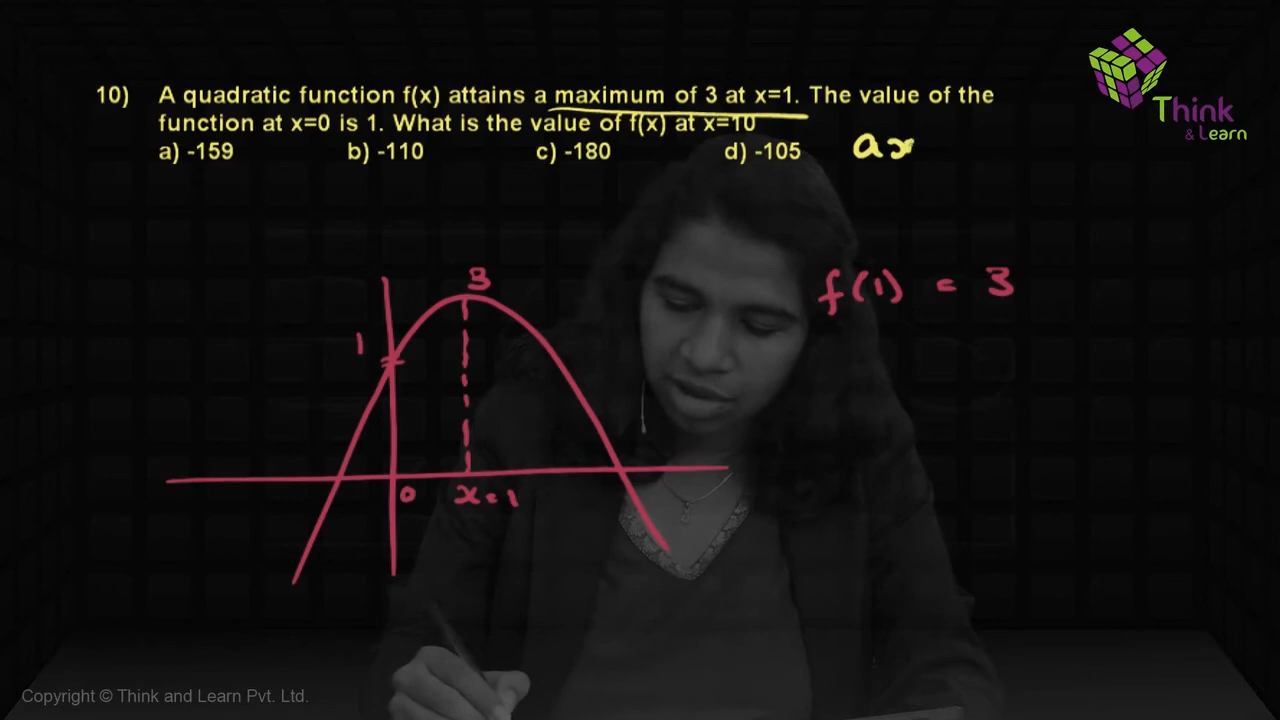 10) A quadratic function f(x) attains a maximum of 3 at x=1. The value of the
function at x=0 is 1. What is the value of f(x) at x=10
a) -159 b) -110 c) -180 d) -105
ax
Think
& Learn
3
f(1) = 3
1
0 x=1
Copyright © Think and Learn Pvt. Ltd.